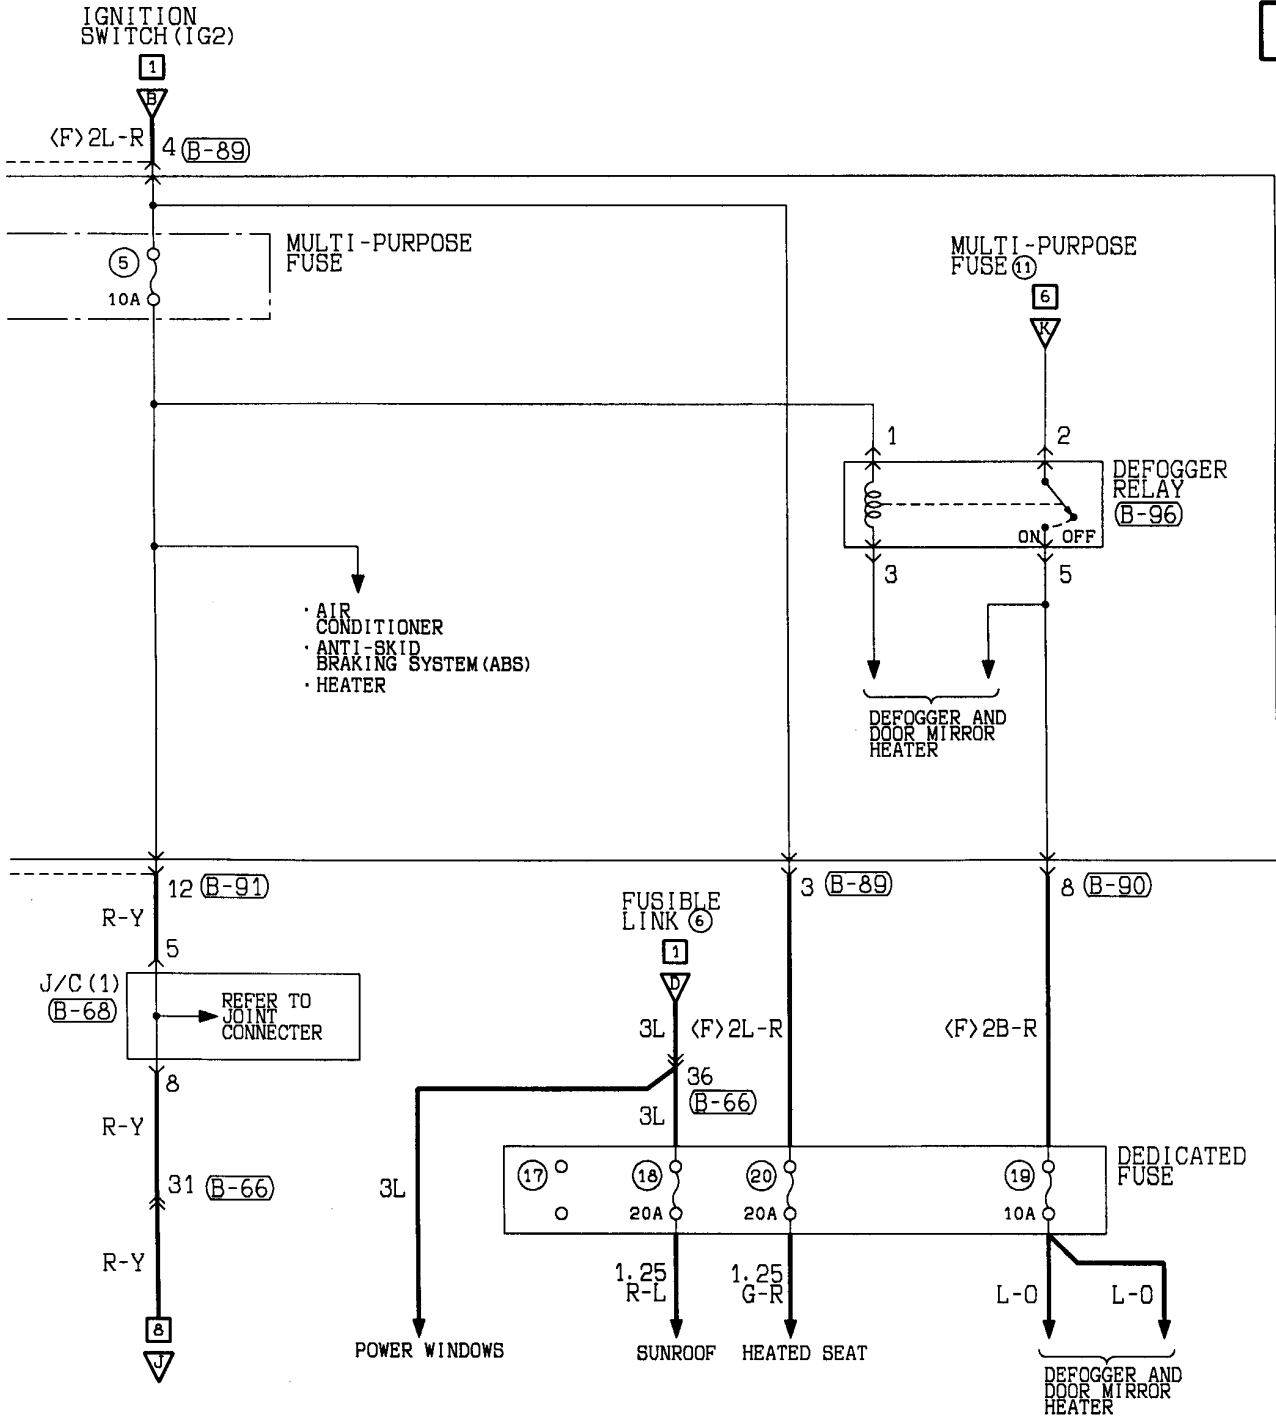 IGNITION
SWITCH(IG2)
1
B
<F>2L-R
4 (B-89)
5
10A
MULTI-PURPOSE
FUSE
MULTI-PURPOSE
FUSE 11
6
K
1
2
DEFOGGER
RELAY
(B-96)
ON OFF
3
5
· AIR
CONDITIONER
· ANTI-SKID
BRAKING SYSTEM(ABS)
· HEATER
DEFOGGER AND
DOOR MIRROR
HEATER
12 (B-91)
3 (B-89)
8 (B-90)
R-Y
5
FUSIBLE
LINK 6
1
D
J/C(1)
(B-68)
REFER TO
JOINT
CONNECTER
3L
<F>2L-R
<F>2B-R
8
36
(B-66)
3L
R-Y
31 (B-66)
3L
17
18
20A
20
20A
19
10A
DEDICATED
FUSE
R-Y
1.25
R-L
1.25
G-R
L-O
L-O
8
J
POWER WINDOWS
SUNROOF
HEATED SEAT
DEFOGGER AND
DOOR MIRROR
HEATER